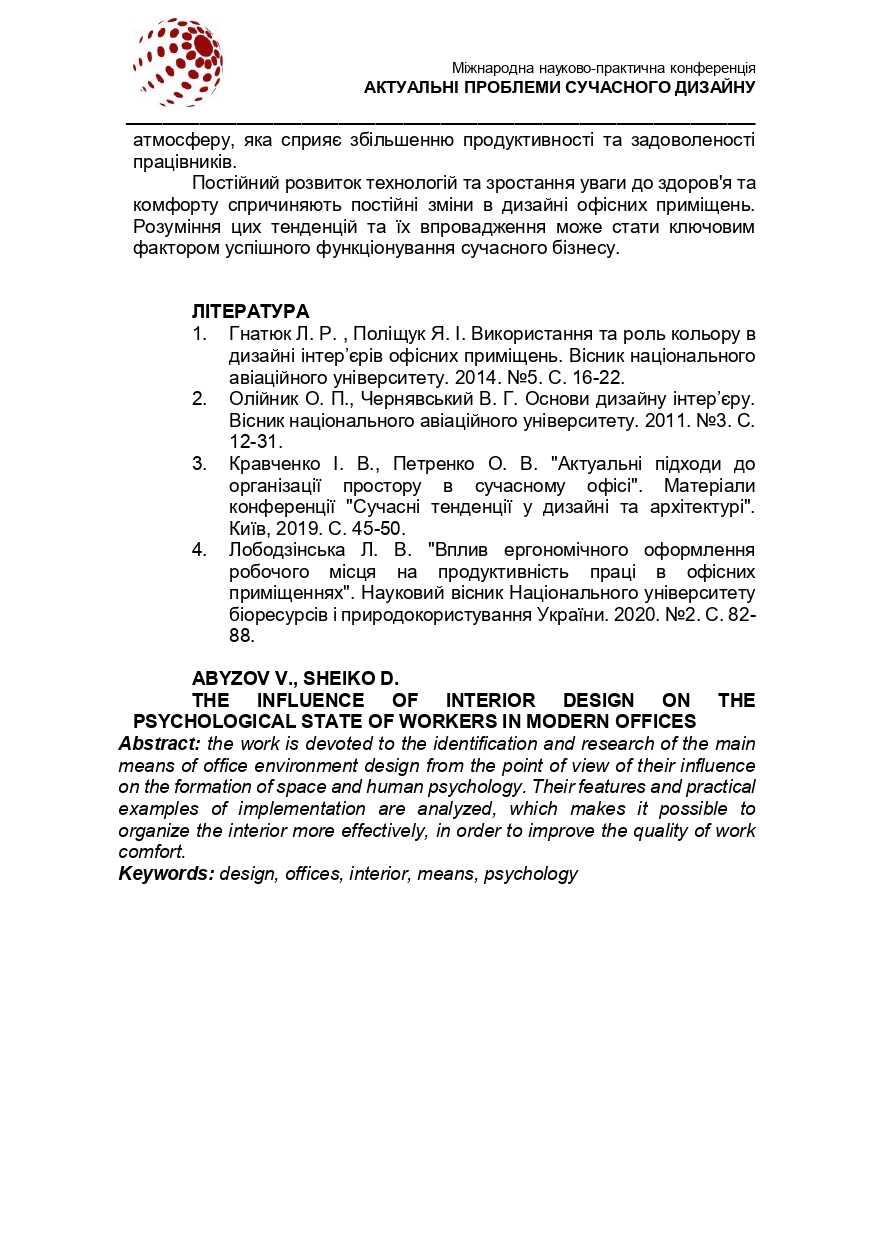 Міжнародна науково-практична конференція
АКТУАЛЬНІ ПРОБЛЕМИ СУЧАСНОГО ДИЗАЙНУ
атмосферу, яка сприяє збільшенню продуктивності та задоволеності
працівників.
Постійний розвиток технологій та зростання уваги до здоров'я та
комфорту спричиняють постійні зміни в дизайні офісних приміщень.
Розуміння цих тенденцій та їх впровадження може стати ключовим
фактором успішного функціонування сучасного бізнесу.
ЛІТЕРАТУРА
1. Гнатюк Л. Р. , Поліщук Я. І. Використання та роль кольору в
дизайні інтер’єрів офісних приміщень. Вісник національного
авіаційного університету. 2014. №5. С. 16-22.
2. Олійник О. П., Чернявський В. Г. Основи дизайну інтер’єру.
Вісник національного авіаційного університету. 2011. №3. С.
12-31.
3. Кравченко І. В., Петренко О. В. "Актуальні підходи до
організації простору в сучасному офісі". Матеріали
конференції "Сучасні тенденції у дизайні та архітектурі".
Київ, 2019. С. 45-50.
4. Лободзінська Л. В. "Вплив ергономічного оформлення
робочого місця на продуктивність праці в офісних
приміщеннях". Науковий вісник Національного університету
біоресурсів і природокористування України. 2020. №2. С. 82-
88.
ABYZOV V., SHEIKO D.
THE INFLUENCE OF INTERIOR DESIGN ON THE
PSYCHOLOGICAL STATE OF WORKERS IN MODERN OFFICES
Abstract: the work is devoted to the identification and research of the main
means of office environment design from the point of view of their influence
on the formation of space and human psychology. Their features and practical
examples of implementation are analyzed, which makes it possible to
organize the interior more effectively, in order to improve the quality of work
comfort.
Keywords: design, offices, interior, means, psychology